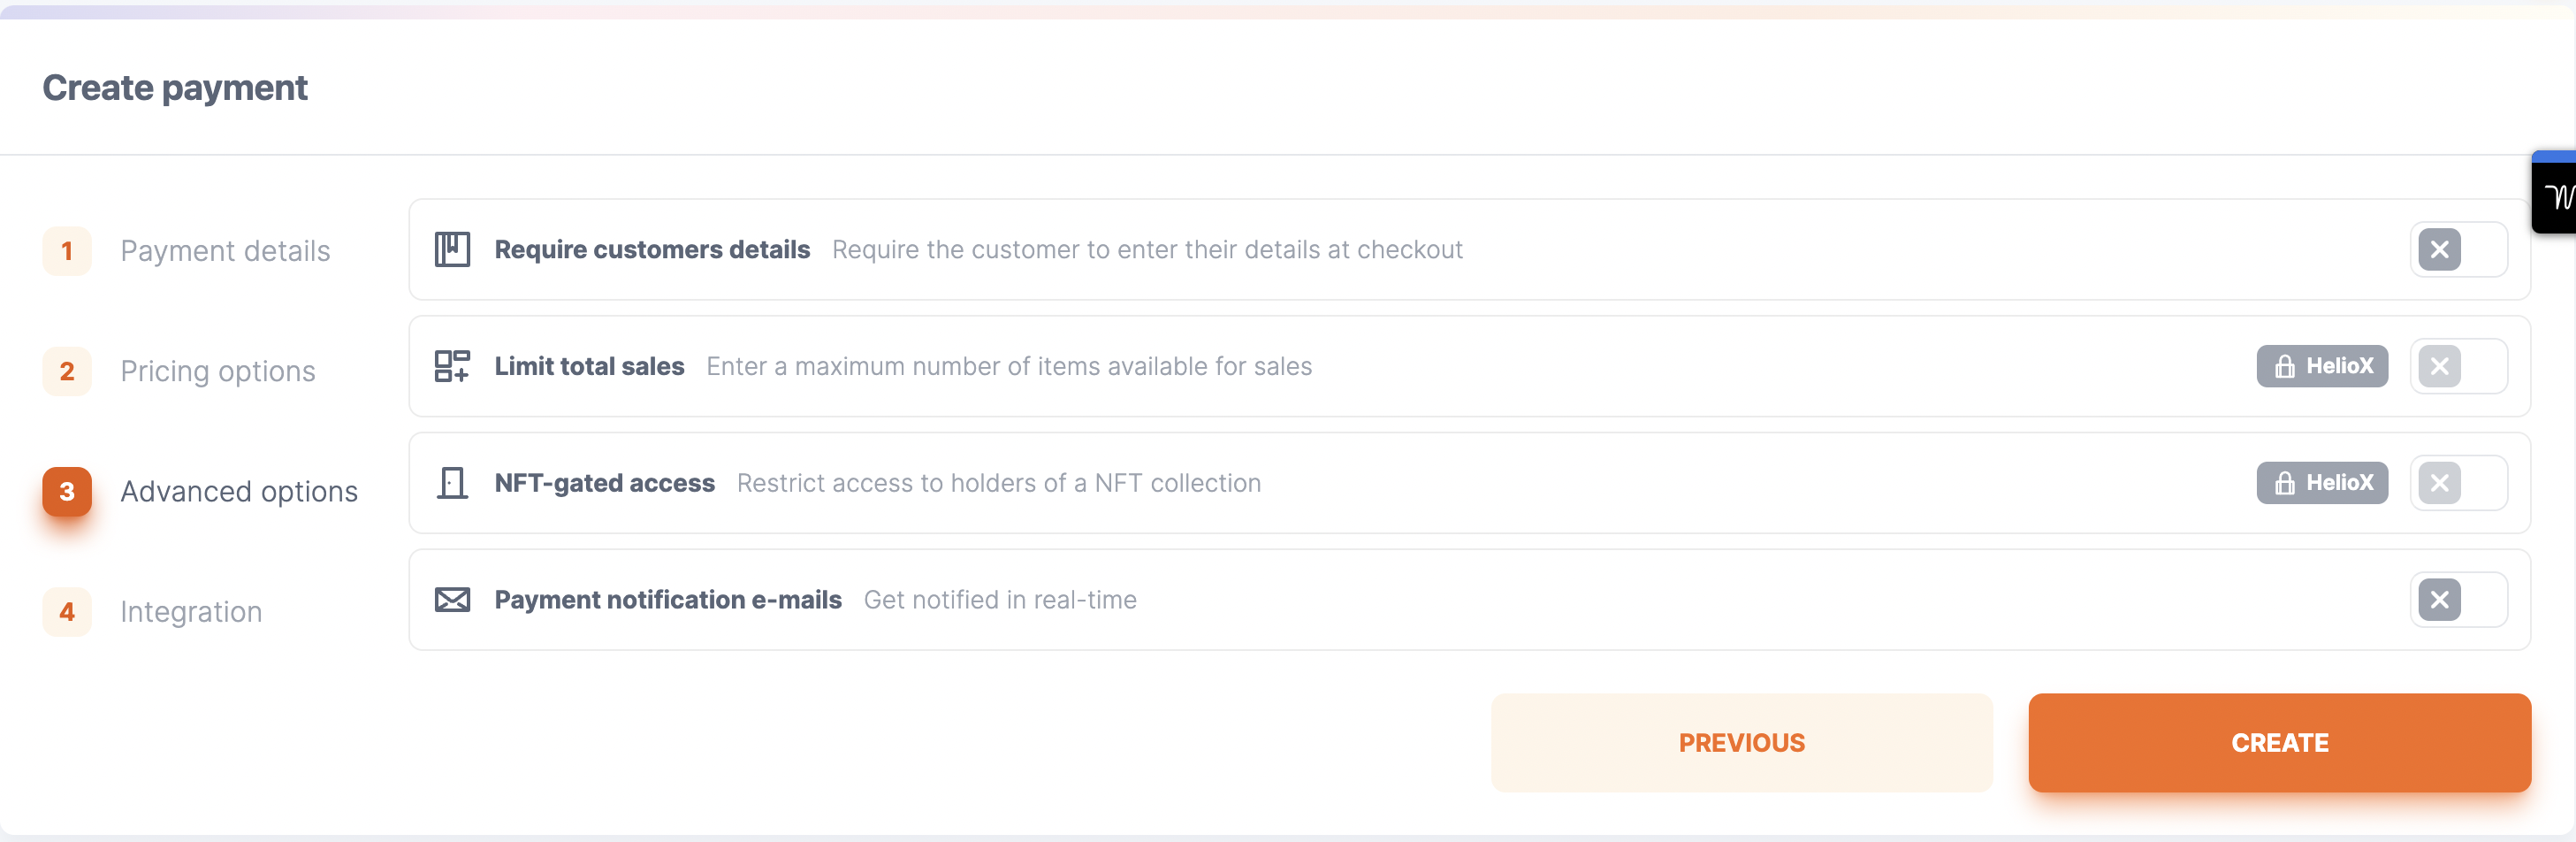 Create payment
1 Payment details
2 Pricing options
3 Advanced options
4 Integration
Require customers details Require the customer to enter their details at checkout
Limit total sales Enter a maximum number of items available for sales HelioX
NFT-gated access Restrict access to holders of a NFT collection HelioX
Payment notification e-mails Get notified in real-time
PREVIOUS CREATE